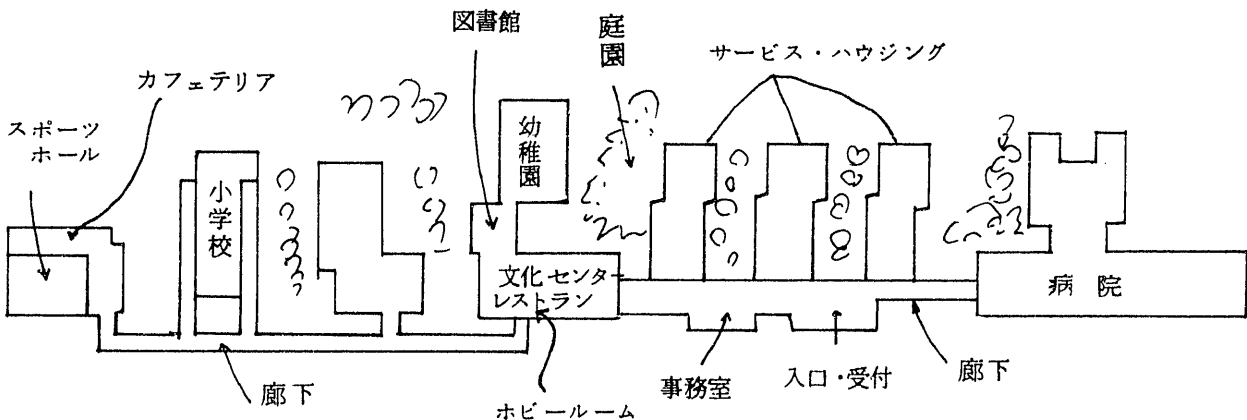 図書館
庭園
サービス・ハウジング
カフェテリア
スポーツ
ホール
幼稚園
小学校
文化センター
レストラン
病院
廊下
ホビールーム
事務室
入口・受付
廊下